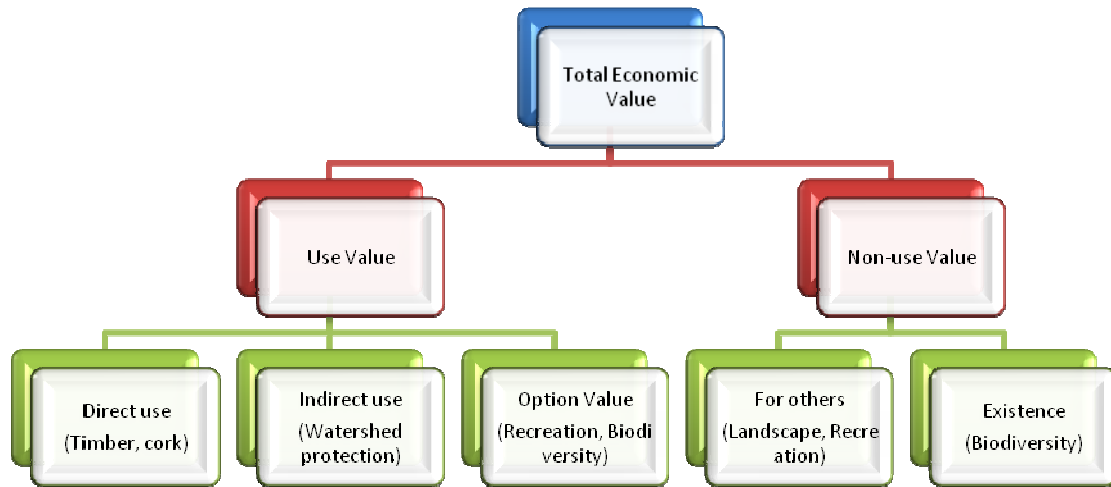 Total Economic
Value
Use Value
Non-use Value
Direct use
(Timber, cork)
Indirect use
(Watershed
protection)
Option Value
(Recreation, Biodi
versity)
For others
(Landscape, Recre
ation)
Existence
(Biodiversity)